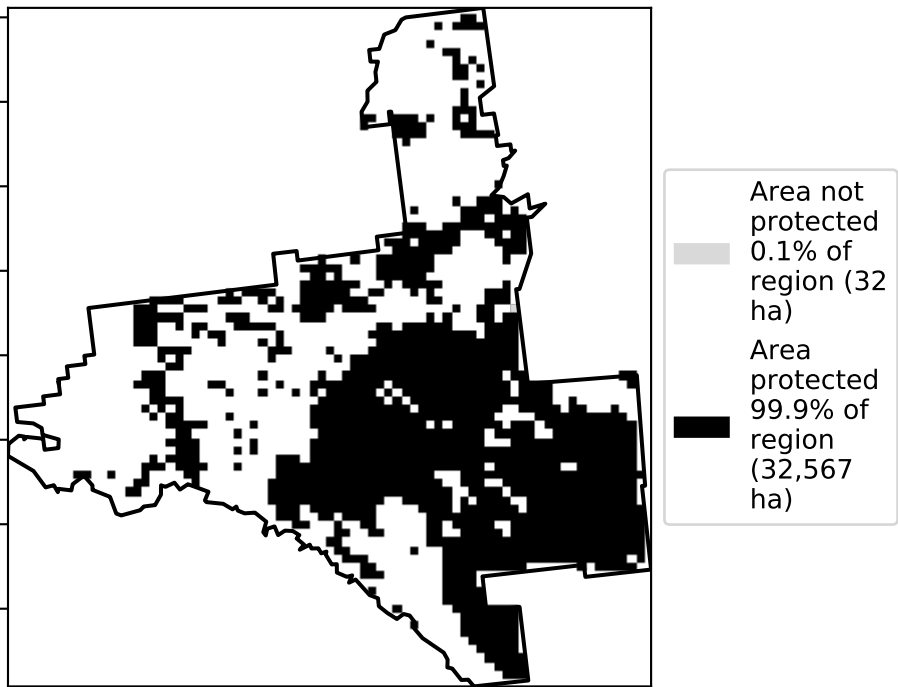 Area not
protected
0.1% of
region (32
ha)
Area
protected
99.9% of
region
(32,567
ha)